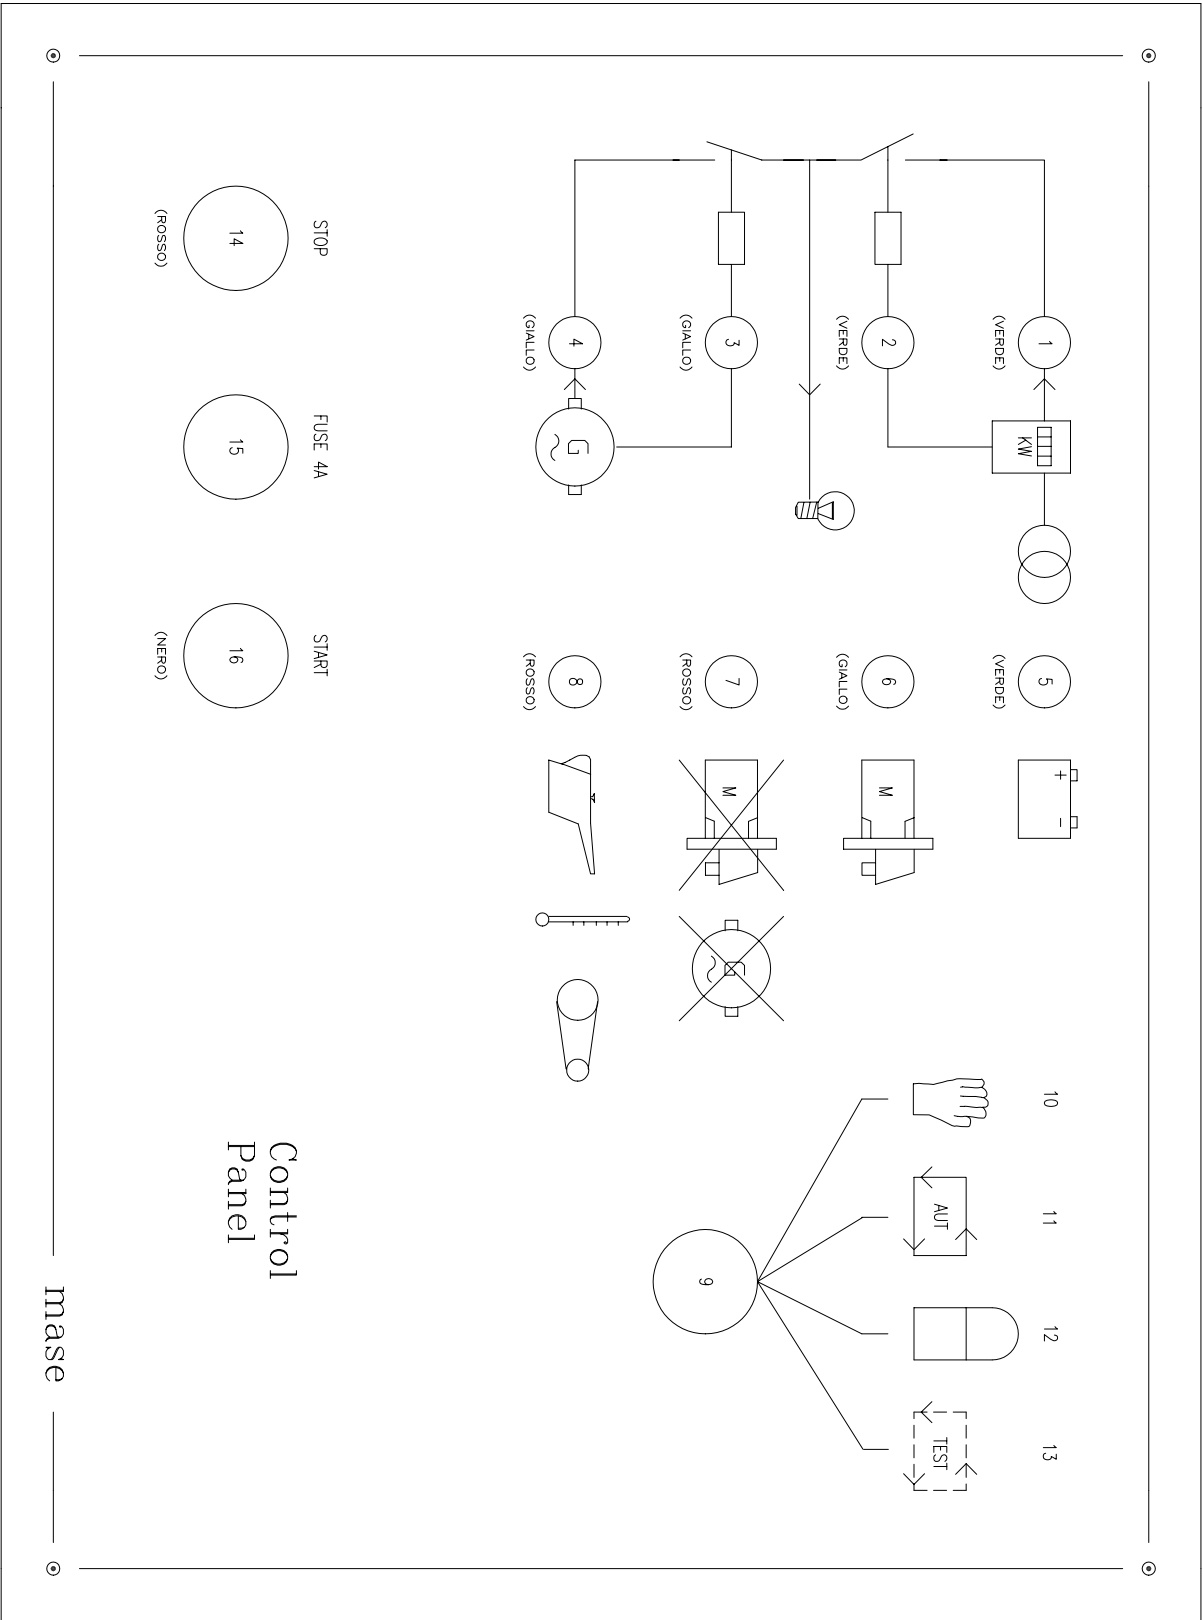 10
11
12
13
1
(VERDE)
KW
5
(VERDE)
+ -
AUT
TEST
2
(VERDE)
6
(GIALLO)
M
3
(GIALLO)
7
(ROSSO)
M
G
~
9
4
(GIALLO)
G
~
8
(ROSSO)
STOP
FUSE 4A
START
14
(ROSSO)
15
16
(NERO)
Control
Panel
mase